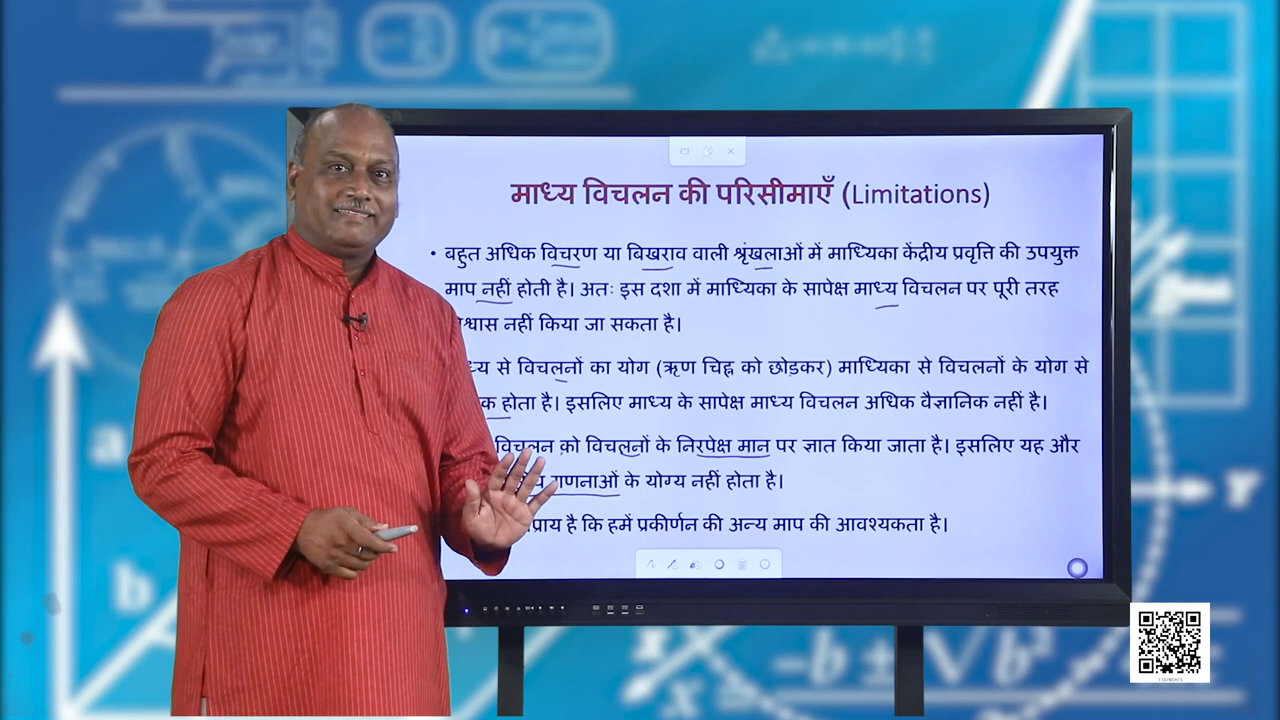 माध्य विचलन की परिसीमाएँ (Limitations)
• बहुत अधिक विचरण या बिखराव वाली श्रृंखलाओं में माध्यिका केंद्रीय प्रवृत्ति की उपयुक्त
माप नहीं होती है। अतः इस दशा में माध्यिका के सापेक्ष माध्य विचलन पर पूरी तरह
नहीं किया जा सकता है।
से विचलनों का योग (ऋण चिह्न को छोड़कर) माध्यिका से विचलनों के योग से
होता है। इसलिए माध्य के सापेक्ष माध्य विचलन अधिक वैज्ञानिक नहीं है।
विचलन को विचलनों के निरपेक्ष मान पर ज्ञात किया जाता है। इसलिए यह और
गणनाओं के योग्य नहीं होता है।
है कि हमें प्रकीर्णन की अन्य माप की आवश्यकता है।
a
b
Y
-b ± √b²
x